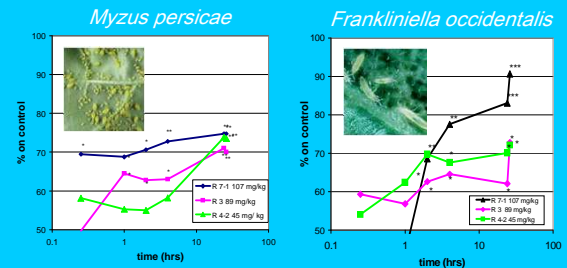 Myzus persicae
% on control
100
90
80
70
60
50
0.1
1
10
100
time (hrs)
R 7-1 107 mg/kg
R 3 89 mg/kg
R 4-2 45 mg/ kg
Frankliniella occidentalis
% on control
100
90
80
70
60
50
0.1
1
10
100
time (hrs)
R 7-1 107 mg/kg
R 3 89 mg/kg
R 4-2 45 mg/kg